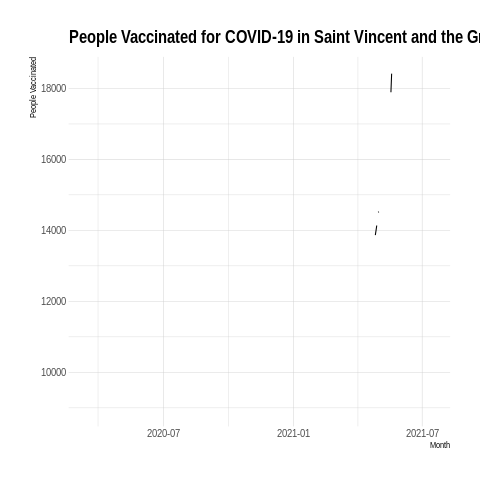 People Vaccinated for COVID-19 in Saint Vincent and the Gr
People Vaccinated
18000
16000
14000
12000
10000
2020-07
2021-01
2021-07
Month